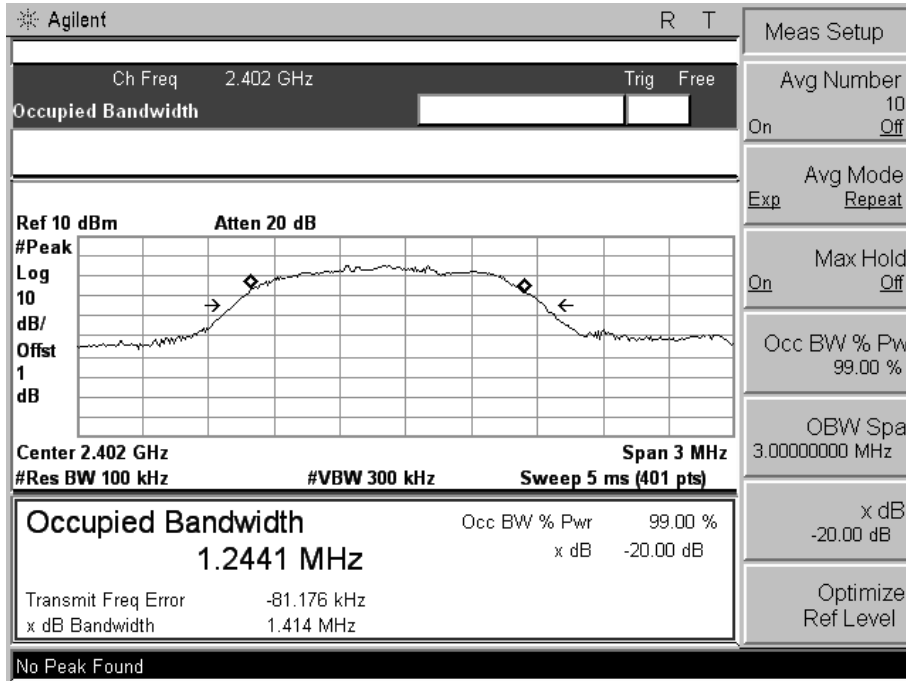 Agilent
R T
Ch Freq 2.402 GHz Trig Free
Occupied Bandwidth
Ref 10 dBm Atten 20 dB
#Peak
Log
10
dB/
Offst
1
dB
Center 2.402 GHz Span 3 MHz
#Res BW 100 kHz #VBW 300 kHz Sweep 5 ms (401 pts)
Occupied Bandwidth Occ BW % Pwr 99.00 %
1.2441 MHz x dB -20.00 dB
Transmit Freq Error -81.176 kHz
x dB Bandwidth 1.414 MHz
No Peak Found
Meas Setup
Avg Number
10
On Off
Avg Mode
Exp Repeat
Max Hold
On Off
Occ BW % Pw
99.00 %
OBW Spa
3.00000000 MHz
x dB
-20.00 dB
Optimize
Ref Level